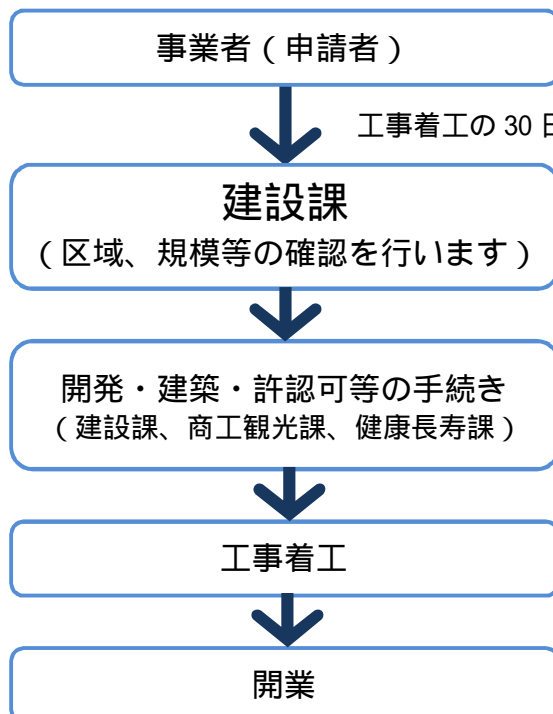 事業者（申請者）
工事着工の 30 日
建設課
（区域、規模等の確認を行います）
開発・建築・許認可等の手続き
（建設課、商工観光課、健康長寿課）
工事着工
開業